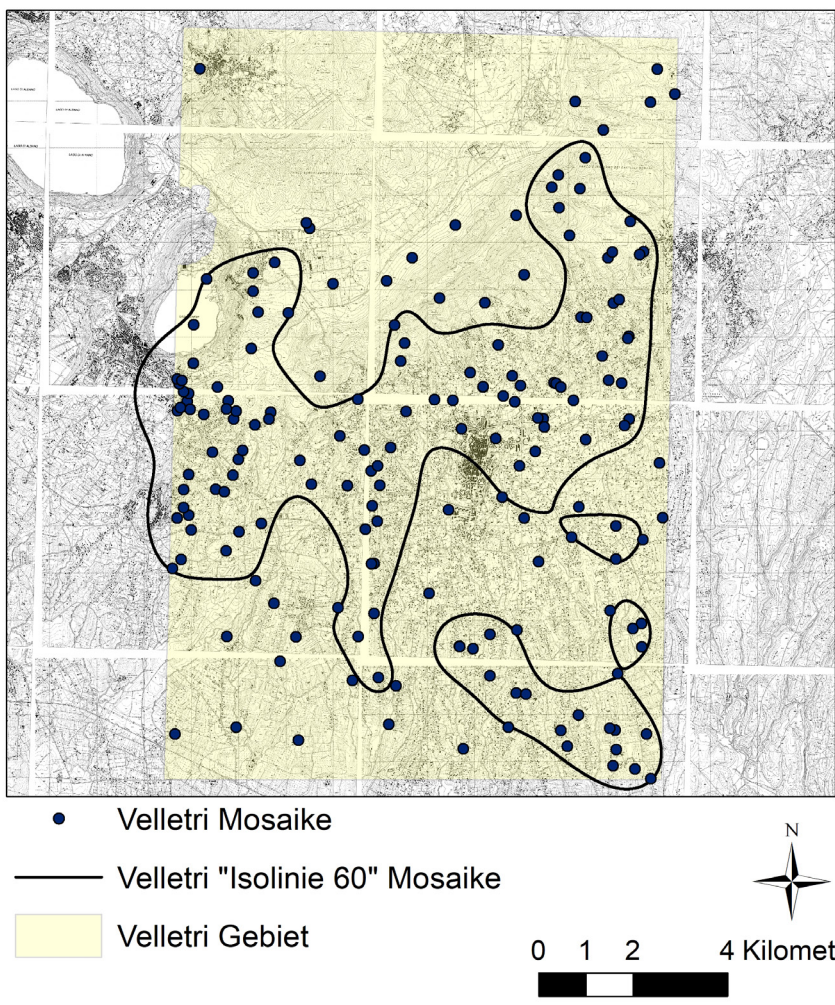 Velletri Mosaike
Velletri "Isolinie 60" Mosaike
Velletri Gebiet
N
0 1 2 4 Kilomet